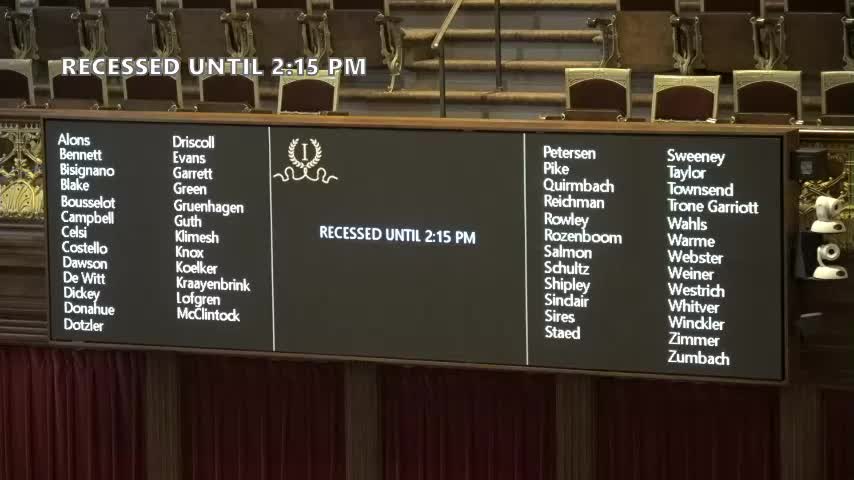 RECESSED UNTIL 2:15 PM
Alons
Bennett
Bisignano
Blake
Bousselot
Campbell
Celsi
Costello
Dawson
De Witt
Dickey
Donahue
Dotzler
Driscoll
Evans
Garrett
Green
Gruenhagen
Guth
Klimesh
Knox
Koelker
Kraayenbrink
Lofgren
McClintock
I
RECESSED UNTIL 2:15 PM
Petersen
Pike
Quirmbach
Reichman
Rowley
Rozenboom
Salmon
Schultz
Shipley
Sinclair
Sires
Staed
Sweeney
Taylor
Townsend
Trone Garriott
Wahls
Warme
Webster
Weiner
Westrich
Whitver
Winckler
Zimmer
Zumbach